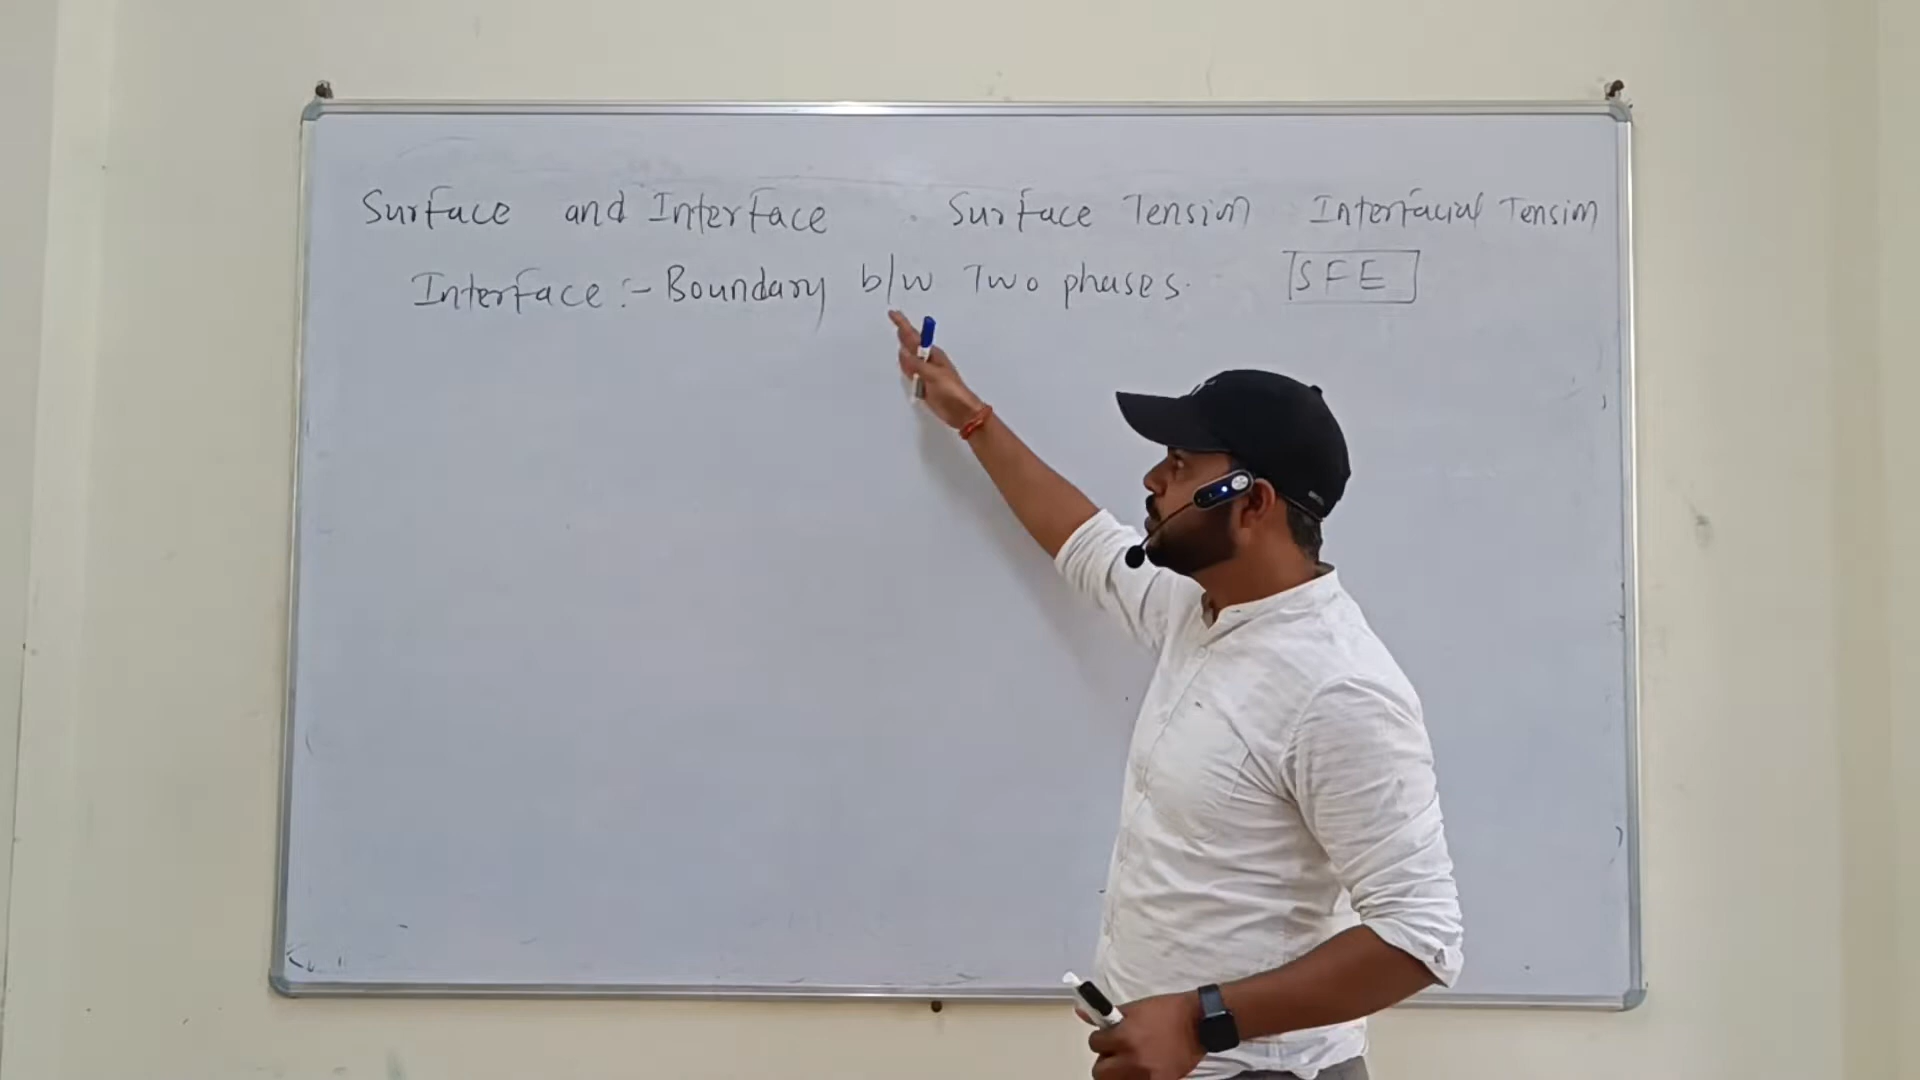 Surface and Interface Surface Tension Interfacial Tension
Interface :- Boundary b/w Two phases. SFE